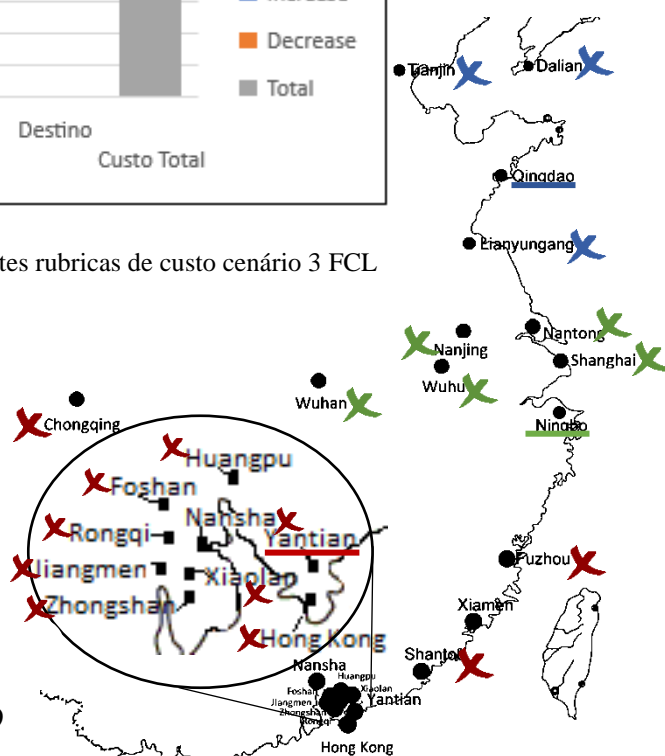 Decrease
Total
Destino
Custo Total
tes rubricas de custo cenário 3 FCL
Tianjin
Dalian
Qingdao
Lianyungang
Nantong
Nanjing
Shanghai
Wuhu
Wuhan
Chongqing
Ningbo
Huangpu
Foshan
Nansha
Rongqi
Yantian
Jiangmen
Xiaolan
Zhongshan
Hong Kong
Fuzhou
Xiamen
Nansha
Huangpu
Foshan
Xiaolan
Jiangmen
Yantian
Zhongshan
Rongqi
Hong Kong